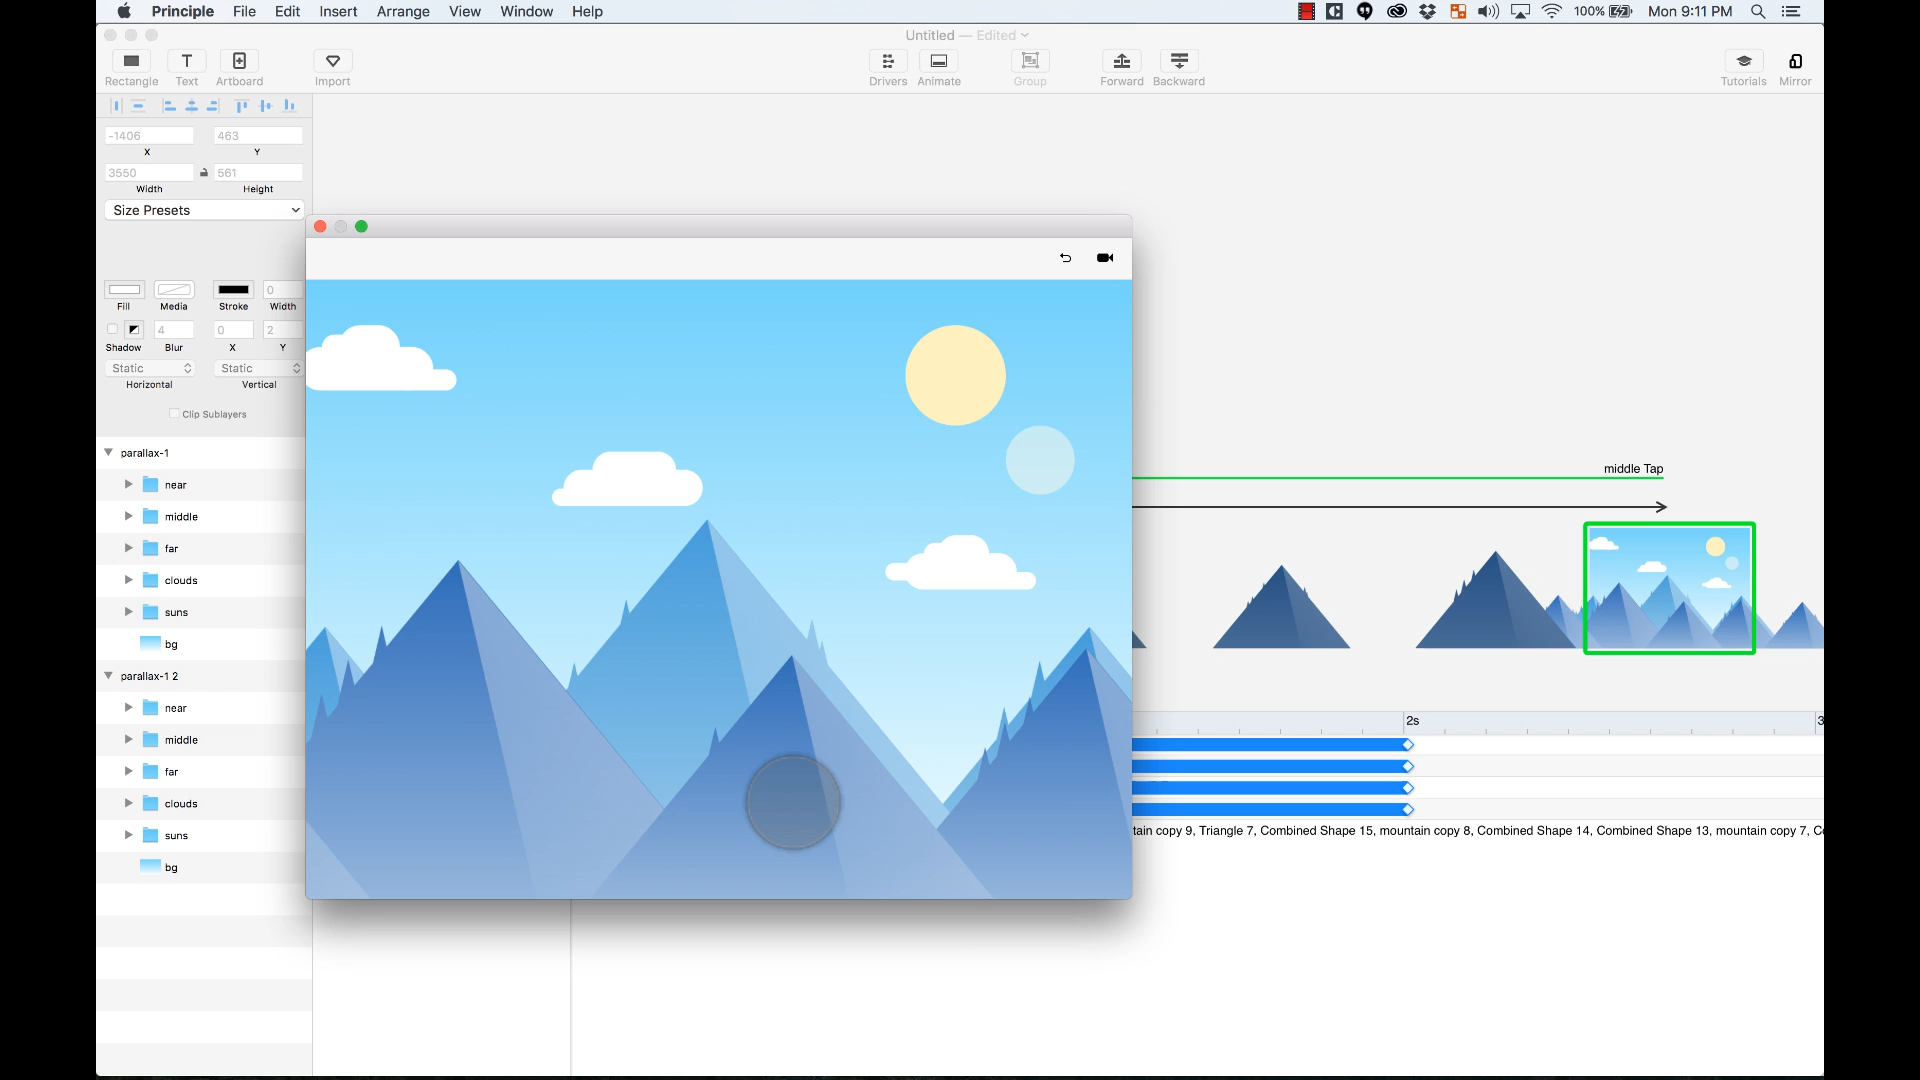 Principle File Edit Insert Arrange View Window Help 100% Mon 9:11 PM
Untitled — Edited
Rectangle Text Artboard Import Drivers Animate Group Forward Backward Tutorials Mirror
-1406 463
X Y
3550 561
Width Height
Size Presets
0
Fill Media Stroke Width
4 0 2
Shadow Blur X Y
Static Static
Horizontal Vertical
Clip Sublayers
parallax-1
near
middle
far
clouds
suns
bg
parallax-1 2
near
middle
far
clouds
suns
bg
middle Tap
2s 3
tain copy 9, Triangle 7, Combined Shape 15, mountain copy 8, Combined Shape 14, Combined Shape 13, mountain copy 7, C